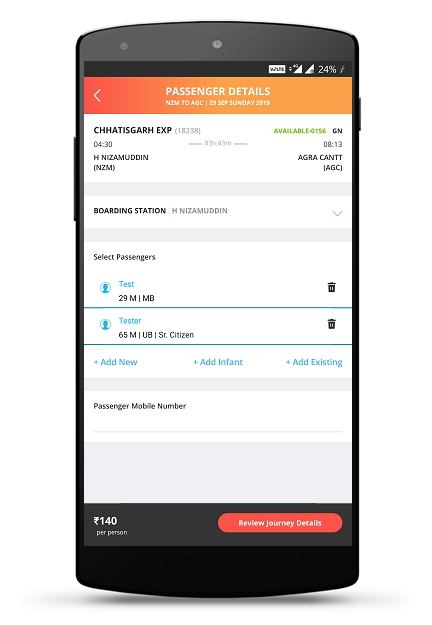 VoLTE 4G 24%
PASSENGER DETAILS
NZM TO AGC | 29 SEP SUNDAY 2019
CHHATISGARH EXP (18238) AVAILABLE-0156 GN
04:30 03h:43m 08:13
H NIZAMUDDIN AGRA CANTT
(NZM) (AGC)
BOARDING STATION | H NIZAMUDDIN
Select Passengers
Test
29 M | MB
Tester
65 M | UB | Sr. Citizen
+ Add New + Add Infant + Add Existing
Passenger Mobile Number
₹140 Review Journey Details
per person